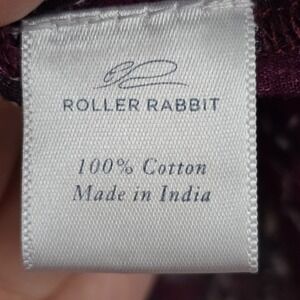 ROLLER RABBIT
100% Cotton
Made in India